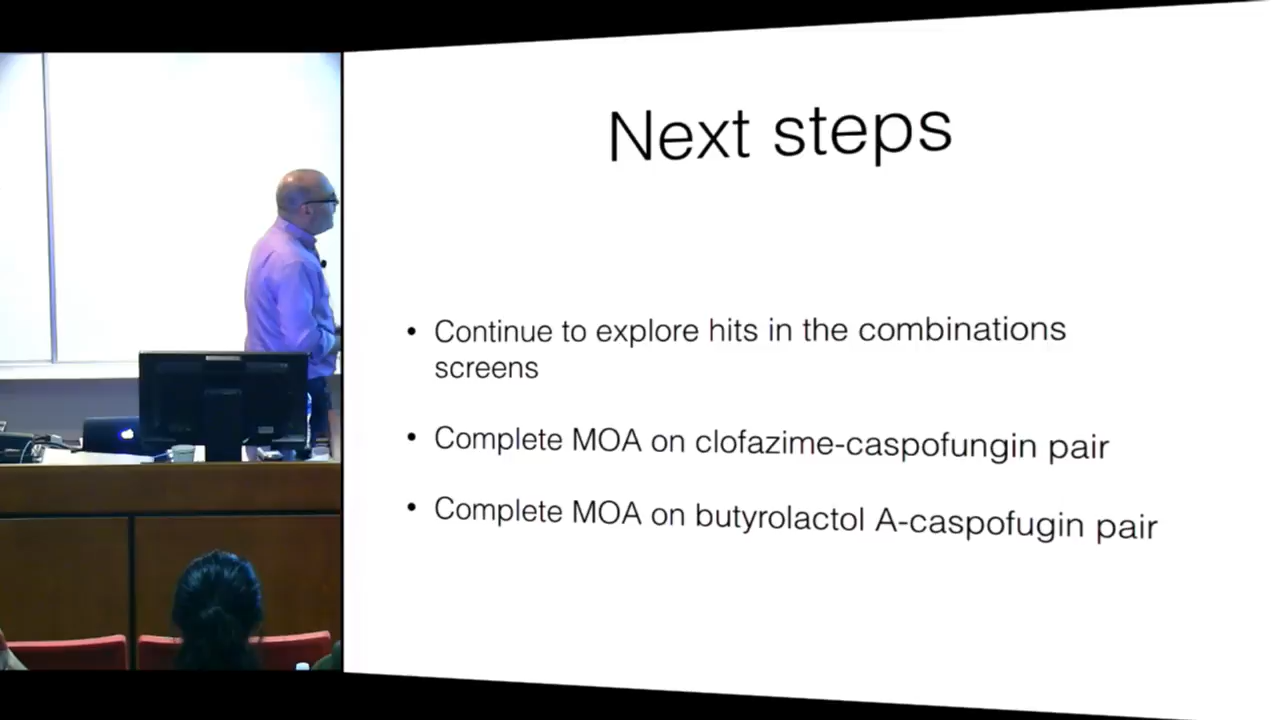 Next steps
• Continue to explore hits in the combinations
screens
• Complete MOA on clofazime-caspofungin pair
• Complete MOA on butyrolactol A-caspofugin pair